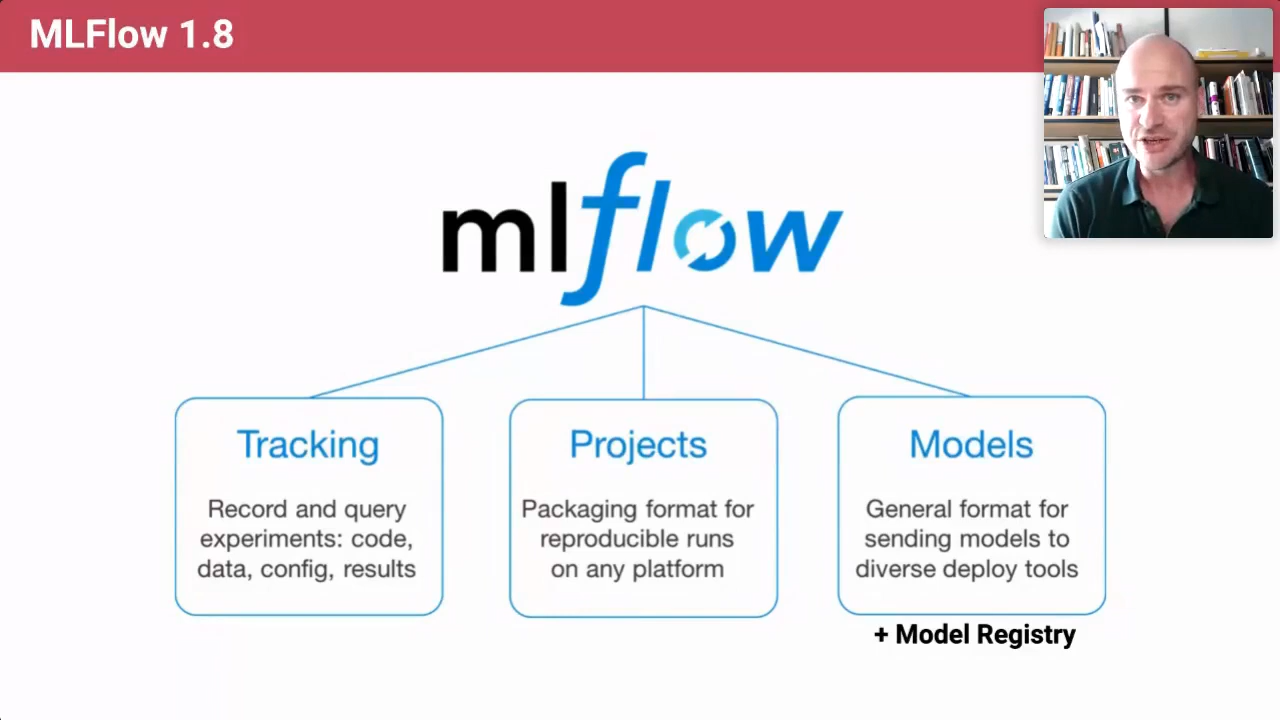 MLFlow 1.8
mlflow
Tracking
Record and query
experiments: code,
data, config, results
Projects
Packaging format for
reproducible runs
on any platform
Models
General format for
sending models to
diverse deploy tools
+ Model Registry